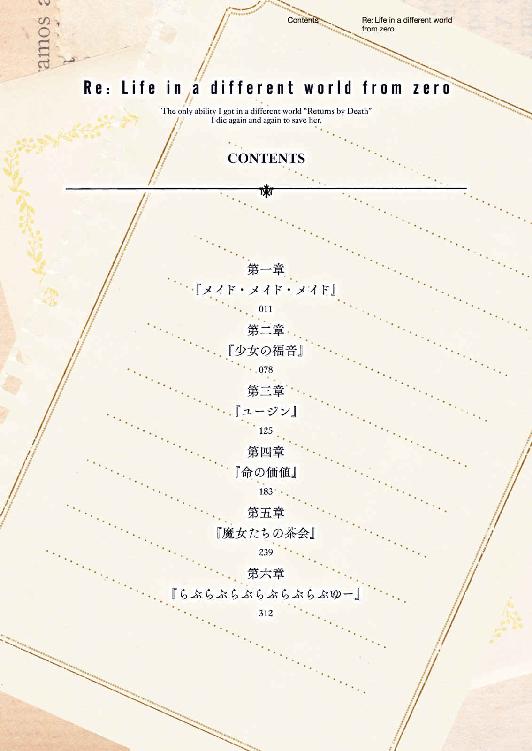 amos a
Contents
Re: Life in a different world
from zero
Re: Life in a different world from zero
The only ability I got in a different world "Returns by Death"
I die again and again to save her.
CONTENTS
第一章
『メイド・メイド・メイド』
011
第二章
『少女の福音』
078
第三章
『ユージン』
125
第四章
『命の価値』
183
第五章
『魔女たちの茶会』
239
第六章
『らぶらぶらぶらぶらぶらぶゆー』
312